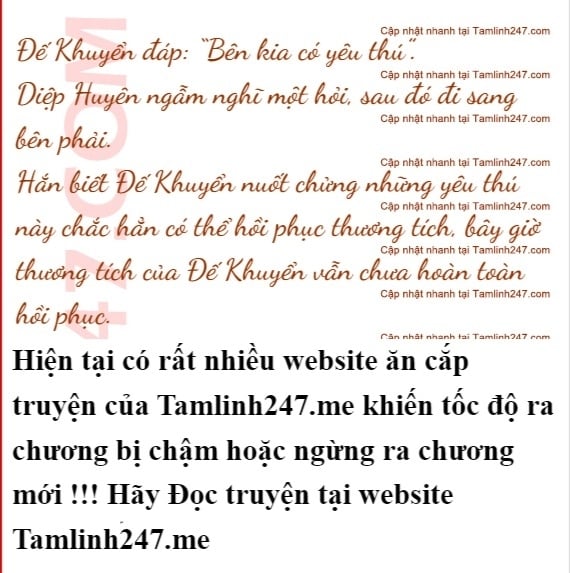 Cập nhật nhanh tại Tamlinh247.com
Đế Khuyển đáp: “Bên kia có yêu thú”.
Cập nhật nhanh tại Tamlinh247.com
Diệp Huyên ngẫm nghĩ một hồi, sau đó đi sang
Cập nhật nhanh tại Tamlinh247.com
bên phải.
Cập nhật nhanh tại Tamlinh247.com
Hắn biết Đế Khuyển nuốt chửng những yêu thú
Cập nhật nhanh tại Tamlinh247.com
này chắc hẳn có thể hồi phục thương tích, bây giờ
Cập nhật nhanh tại Tamlinh247.com
thương tích của Đế Khuyển vẫn chưa hoàn toàn
Cập nhật nhanh tại Tamlinh247.com
hồi phục.
Cập nhật nhanh tại Tamlinh247.com
47.COM
Hiện tại có rất nhiều website ăn cắp
truyện của Tamlinh247.me khiến tốc độ ra
chương bị chậm hoặc ngừng ra chương
mới !!! Hãy Đọc truyện tại website
Tamlinh247.me